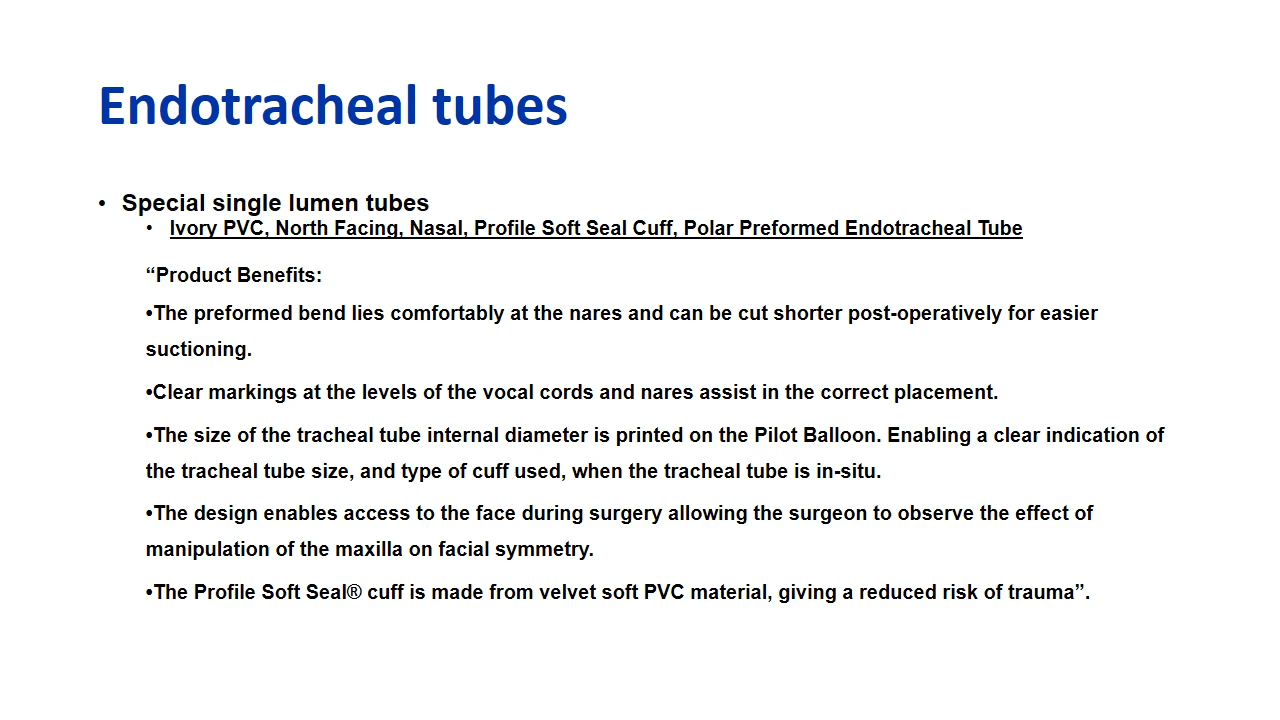 Endotracheal tubes
• Special single lumen tubes
• Ivory PVC, North Facing, Nasal, Profile Soft Seal Cuff, Polar Preformed Endotracheal Tube
“Product Benefits:
•The preformed bend lies comfortably at the nares and can be cut shorter post-operatively for easier
suctioning.
•Clear markings at the levels of the vocal cords and nares assist in the correct placement.
•The size of the tracheal tube internal diameter is printed on the Pilot Balloon. Enabling a clear indication of
the tracheal tube size, and type of cuff used, when the tracheal tube is in-situ.
•The design enables access to the face during surgery allowing the surgeon to observe the effect of
manipulation of the maxilla on facial symmetry.
•The Profile Soft Seal® cuff is made from velvet soft PVC material, giving a reduced risk of trauma”.